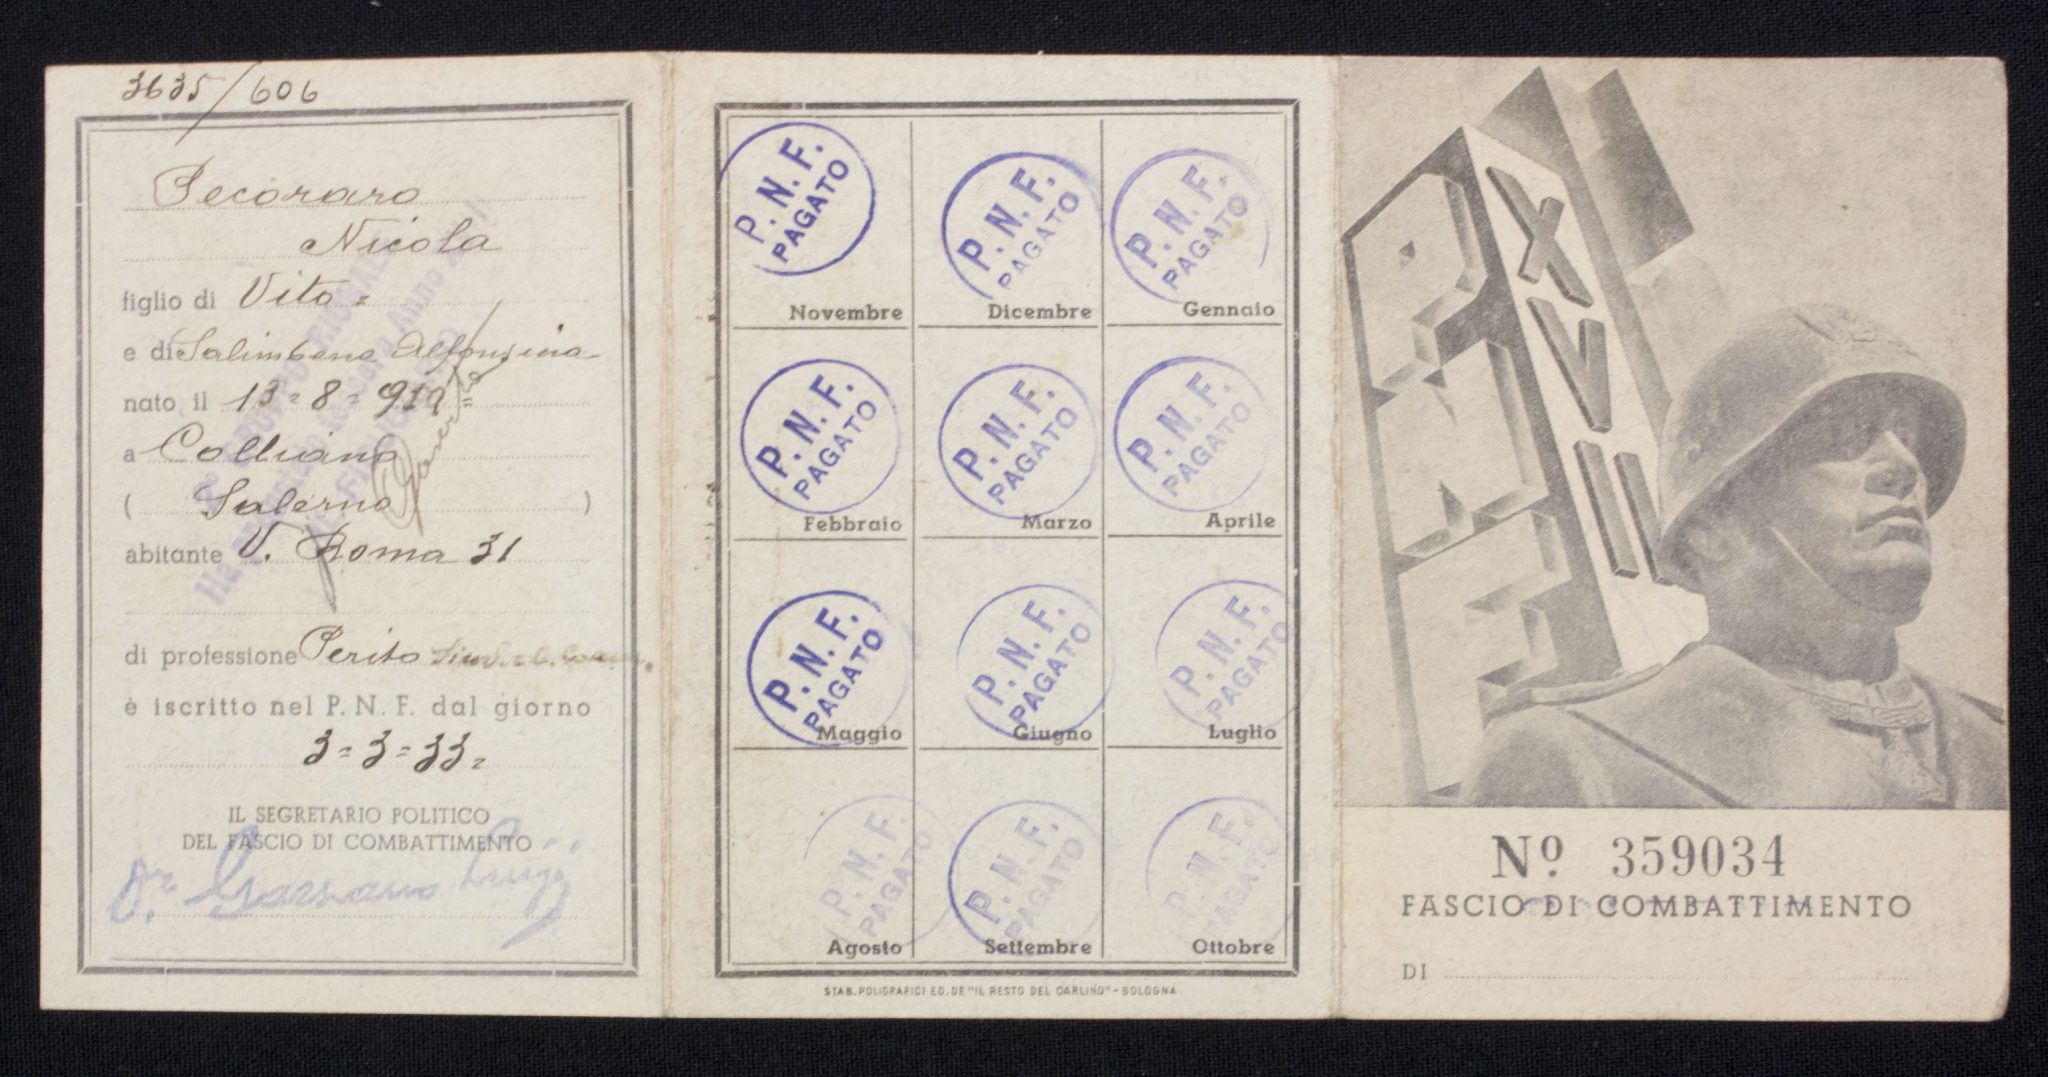 3635/606
Pecoraro
Nicola
figlio di Vito =
e di Salimbene Alfonsina
nato il 13 = 8 = 919 =
a Colliano
( Salerno )
abitante V. Roma 31
di professione Perito
è iscritto nel P. N. F. dal giorno
3 = 3 = 33 =
IL SEGRETARIO POLITICO
DEL FASCIO DI COMBATTIMENTO
P. N. F. PAGATO
Novembre
P. N. F. PAGATO
Dicembre
P. N. F. PAGATO
Gennaio
P. N. F. PAGATO
Febbraio
P. N. F. PAGATO
Marzo
P. N. F. PAGATO
Aprile
P. N. F. PAGATO
Maggio
P. N. F. PAGATO
Giugno
P. N. F. PAGATO
Luglio
P. N. F. PAGATO
Agosto
P. N. F. PAGATO
Settembre
P. N. F. PAGATO
Ottobre
STAB. POLIGRAFICI ED. DE "IL RESTO DEL CARLINO" - BOLOGNA
PNF
XVII
Nº 359034
FASCIO DI COMBATTIMENTO
DI